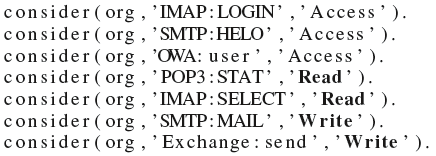 consider(org,'IMAP:LOGIN','Access').
consider(org,'SMTP:HELO','Access').
consider(org,'OWA:user','Access').
consider(org,'POP3:STAT','Read').
consider(org,'IMAP:SELECT','Read').
consider(org,'SMTP:MAIL','Write').
consider(org,'Exchange:send','Write').